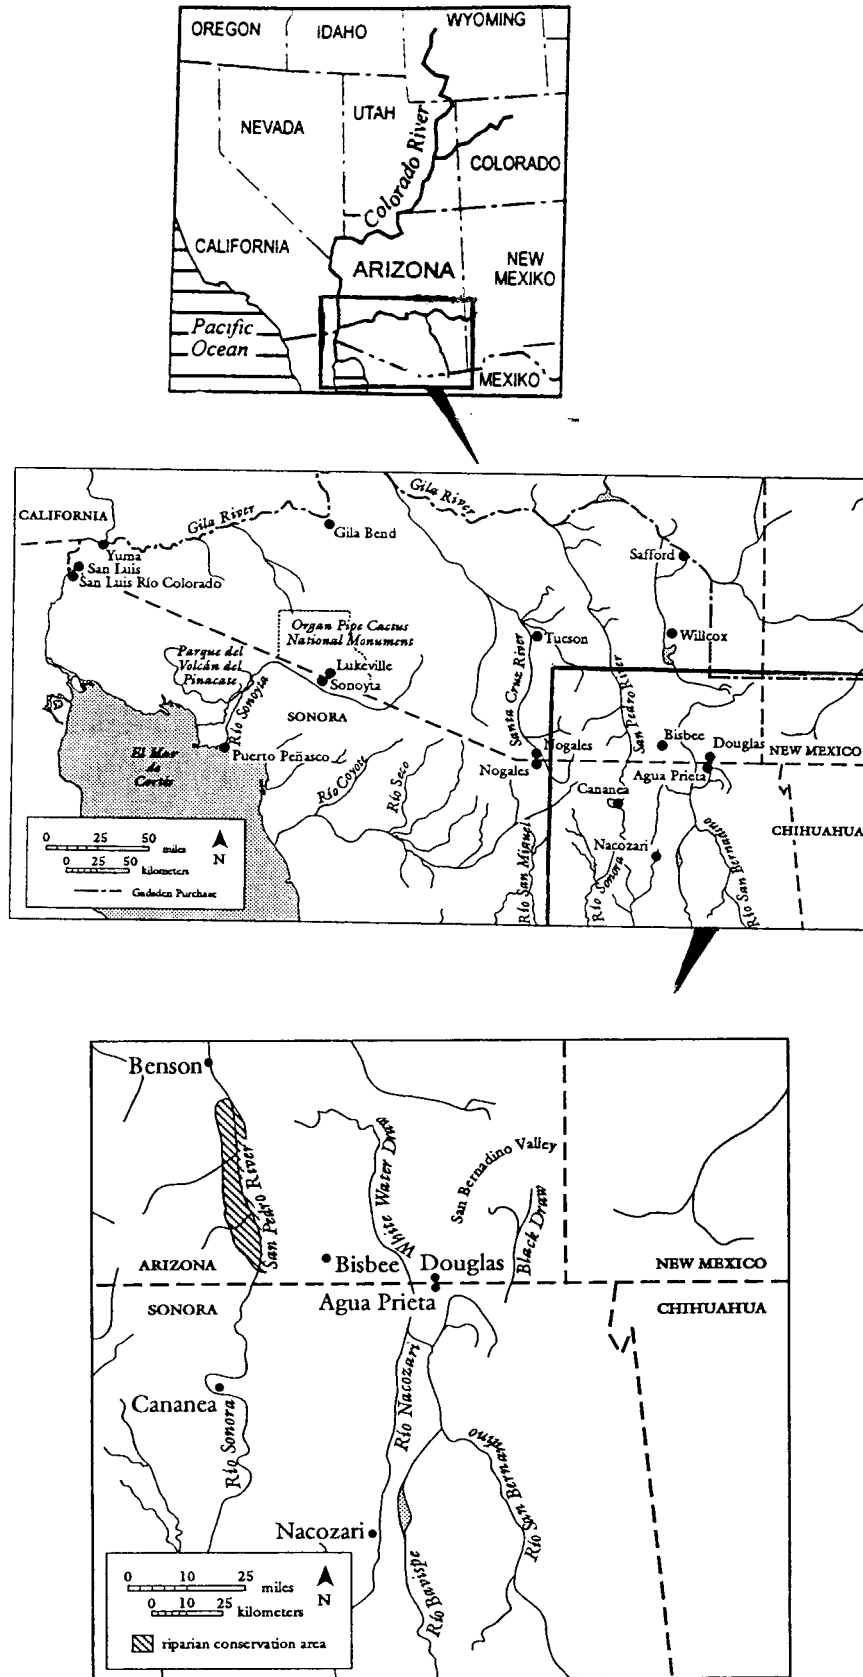 OREGON
IDAHO
WYOMING
NEVADA
UTAH
Colorado River
COLORADO
CALIFORNIA
ARIZONA
NEW
MEXIKO
Pacific
Ocean
MEXIKO
CALIFORNIA
Gila River
Gila River
Gila Bend
Yuma
San Luis
San Luis Río Colorado
Safford
Organ Pipe Cactus
National Monument
Tucson
Willcox
Parque del
Volcán del
Pinacate
Lukeville
Sonoyta
Río Sonoyta
SONORA
Santa Cruz River
San Pedro River
Bisbee
Douglas
Nogales
NEW MEXICO
El Mar
de
Cortés
Puerto Peñasco
Nogales
Agua Prieta
Río Coyote
Río Seco
Cananea
CHIHUAHUA
Nacozari
Río San Miguel
Río Sonora
Río San Bernadino
0 25 50
miles
0 25 50
kilometers
N
Gadsden Purchase
Benson
White Water Draw
San Bernadino Valley
San Pedro River
Black Draw
ARIZONA
Bisbee
Douglas
NEW MEXICO
SONORA
Agua Prieta
CHIHUAHUA
Río Nacozari
Cananea
Río Sonora
Río San Bernardino
Nacozari
Río Bavispe
0 10 25
miles
0 10 25
kilometers
N
riparian conservation area